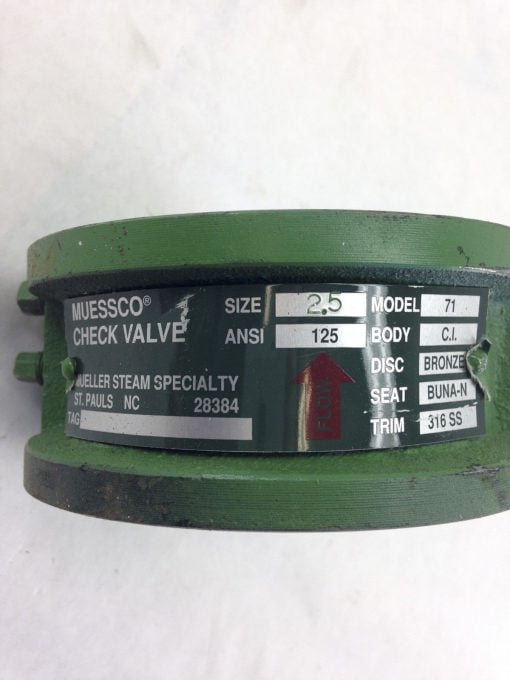 MUESSCO®
CHECK VALVE
MUELLER STEAM SPECIALTY
ST. PAULS NC 28384
TAG
SIZE 2.5
ANSI 125
FLOW
MODEL 71
BODY C.I.
DISC BRONZE
SEAT BUNA-N
TRIM 316 SS